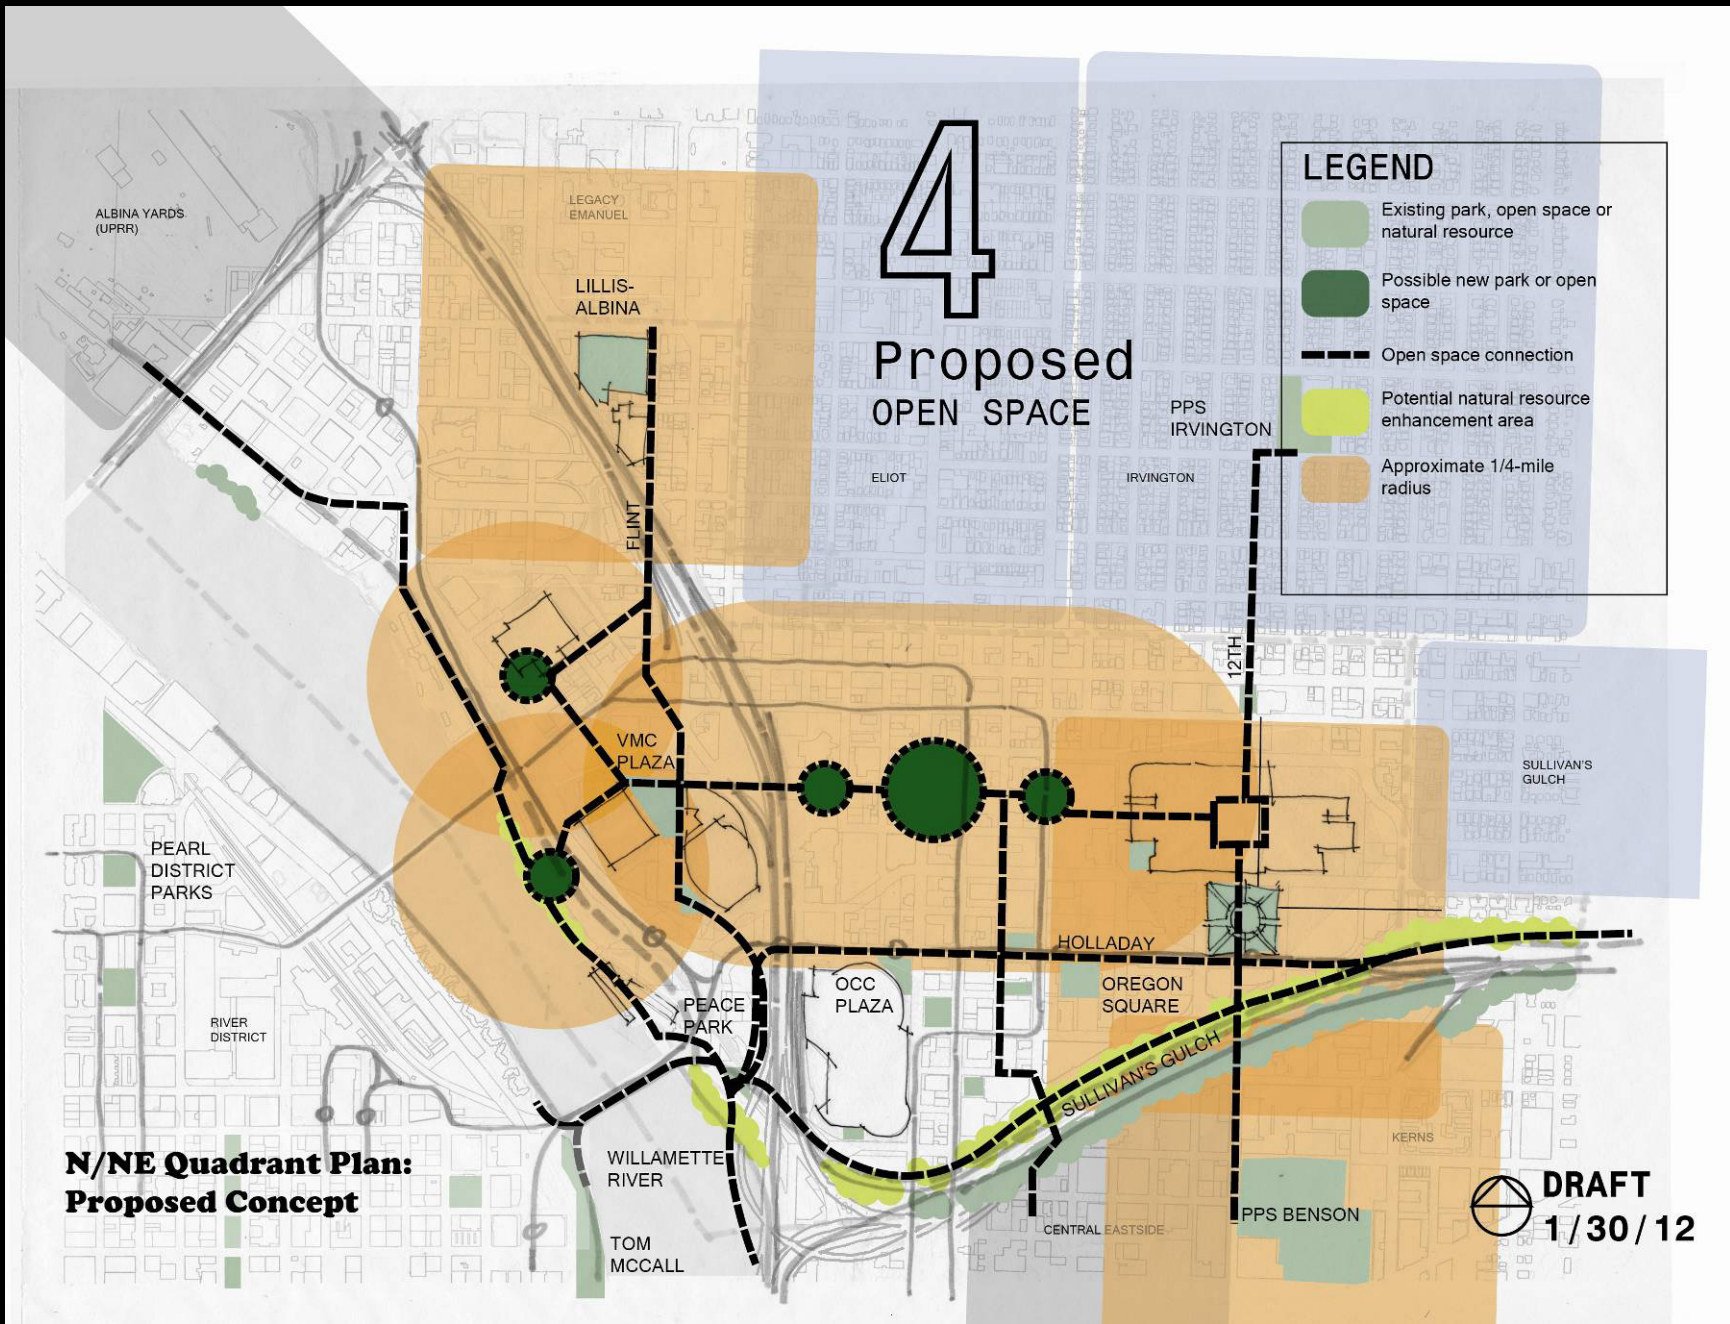 4
Proposed
OPEN SPACE
LEGEND
Existing park, open space or
natural resource
Possible new park or open
space
Open space connection
Potential natural resource
enhancement area
Approximate 1/4-mile
radius
ALBINA YARDS
(UPRR)
LEGACY
EMANUEL
LILLIS-
ALBINA
FLINT
ELIOT
IRVINGTON
PPS
IRVINGTON
12TH
VMC
PLAZA
SULLIVAN'S
GULCH
PEARL
DISTRICT
PARKS
RIVER
DISTRICT
PEACE
PARK
OCC
PLAZA
HOLLADAY
OREGON
SQUARE
SULLIVAN'S GULCH
KERNS
WILLAMETTE
RIVER
TOM
MCCALL
CENTRAL EASTSIDE
PPS BENSON
N/NE Quadrant Plan:
Proposed Concept
DRAFT
1/30/12